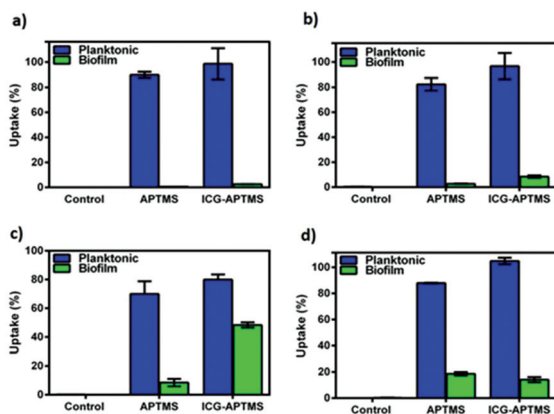 a)
Planktonic
Biofilm
Uptake (%)
100
80
60
40
20
0
Control APTMS ICG-APTMS
b)
Planktonic
Biofilm
Uptake (%)
100
80
60
40
20
0
Control APTMS ICG-APTMS
c)
Planktonic
Biofilm
Uptake (%)
100
80
60
40
20
0
Control APTMS ICG-APTMS
d)
Planktonic
Biofilm
Uptake (%)
100
80
60
40
20
0
Control APTMS ICG-APTMS